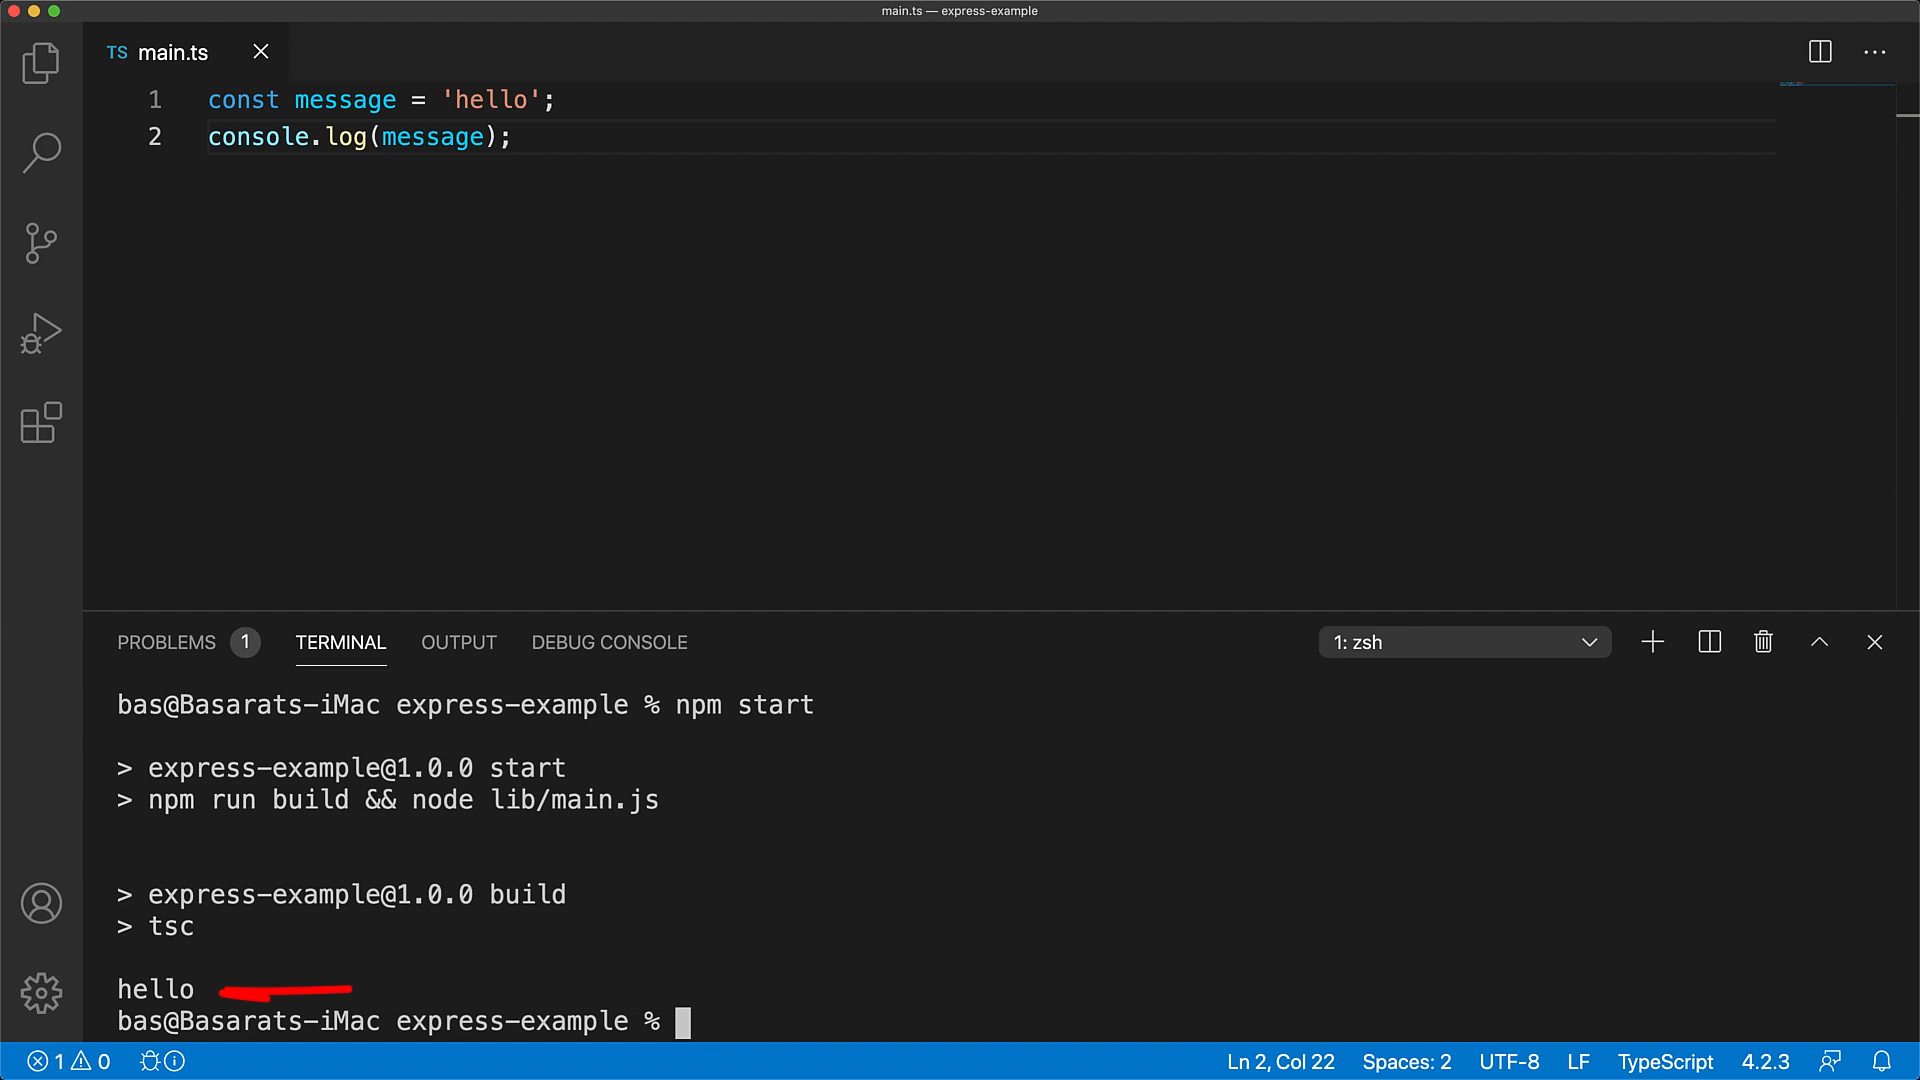 main.ts — express-example
TS main.ts
1 const message = 'hello';
2 console.log(message);
PROBLEMS 1 TERMINAL OUTPUT DEBUG CONSOLE 1: zsh
bas@Basarats-iMac express-example % npm start
> express-example@1.0.0 start
> npm run build && node lib/main.js
> express-example@1.0.0 build
> tsc
hello
bas@Basarats-iMac express-example %
1 0 Ln 2, Col 22 Spaces: 2 UTF-8 LF TypeScript 4.2.3